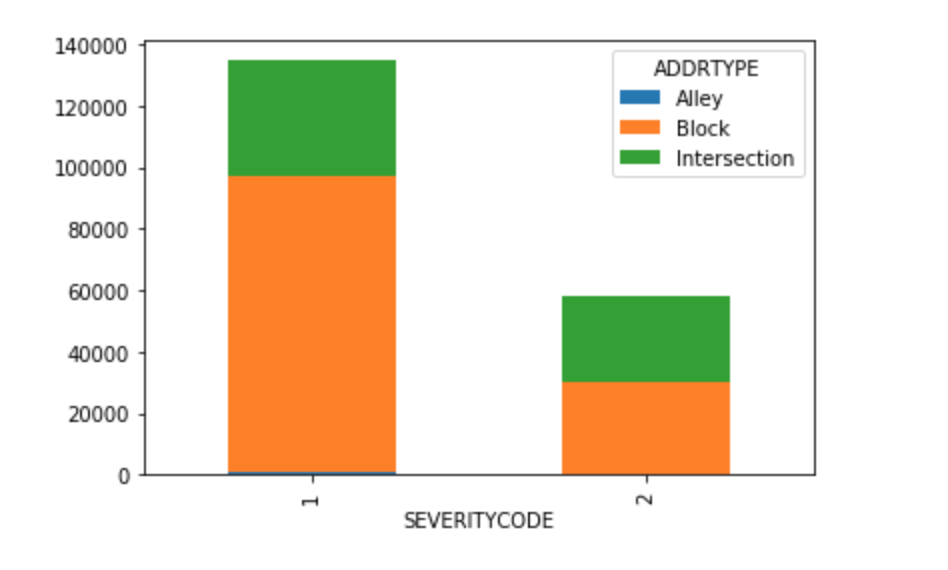 140000
120000
100000
80000
60000
40000
20000
0
ADDRTYPE
Alley
Block
Intersection
1
2
SEVERITYCODE